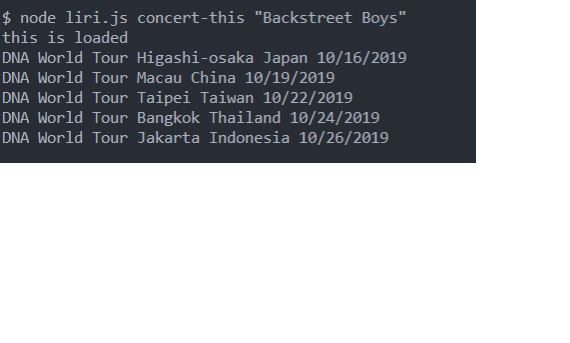 $ node liri.js concert-this "Backstreet Boys"
this is loaded
DNA World Tour Higashi-osaka Japan 10/16/2019
DNA World Tour Macau China 10/19/2019
DNA World Tour Taipei Taiwan 10/22/2019
DNA World Tour Bangkok Thailand 10/24/2019
DNA World Tour Jakarta Indonesia 10/26/2019